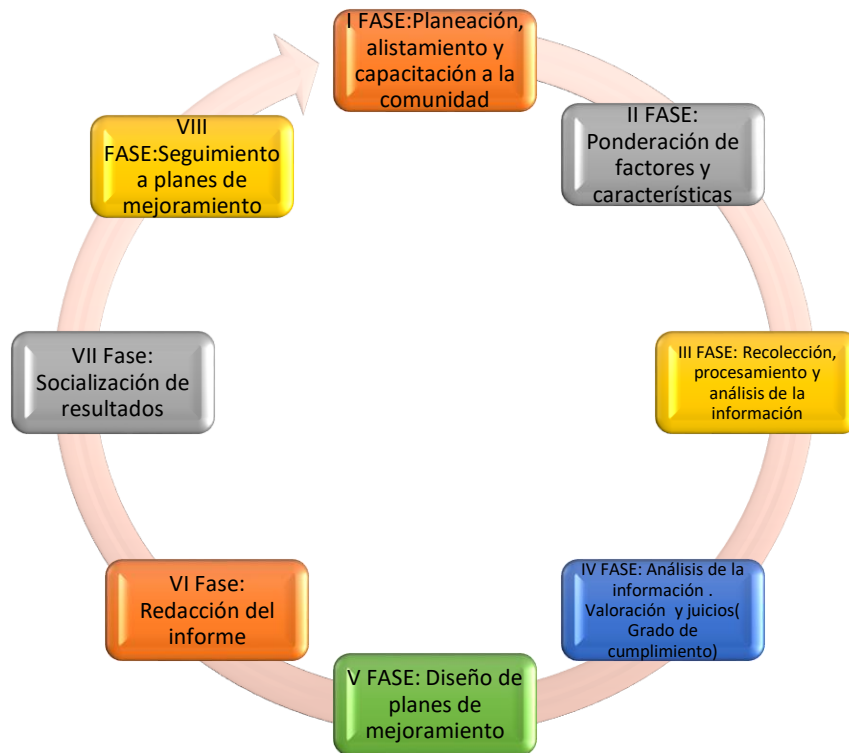 I FASE:Planeación,
alistamiento y
capacitación a la
comunidad
II FASE:
Ponderación de
factores y
características
III FASE: Recolección,
procesamiento y
análisis de la
información
IV FASE: Análisis de la
información .
Valoración y juicios(
Grado de
cumplimiento)
V FASE: Diseño de
planes de
mejoramiento
VI Fase:
Redacción del
informe
VII Fase:
Socialización de
resultados
VIII
FASE:Seguimiento
a planes de
mejoramiento